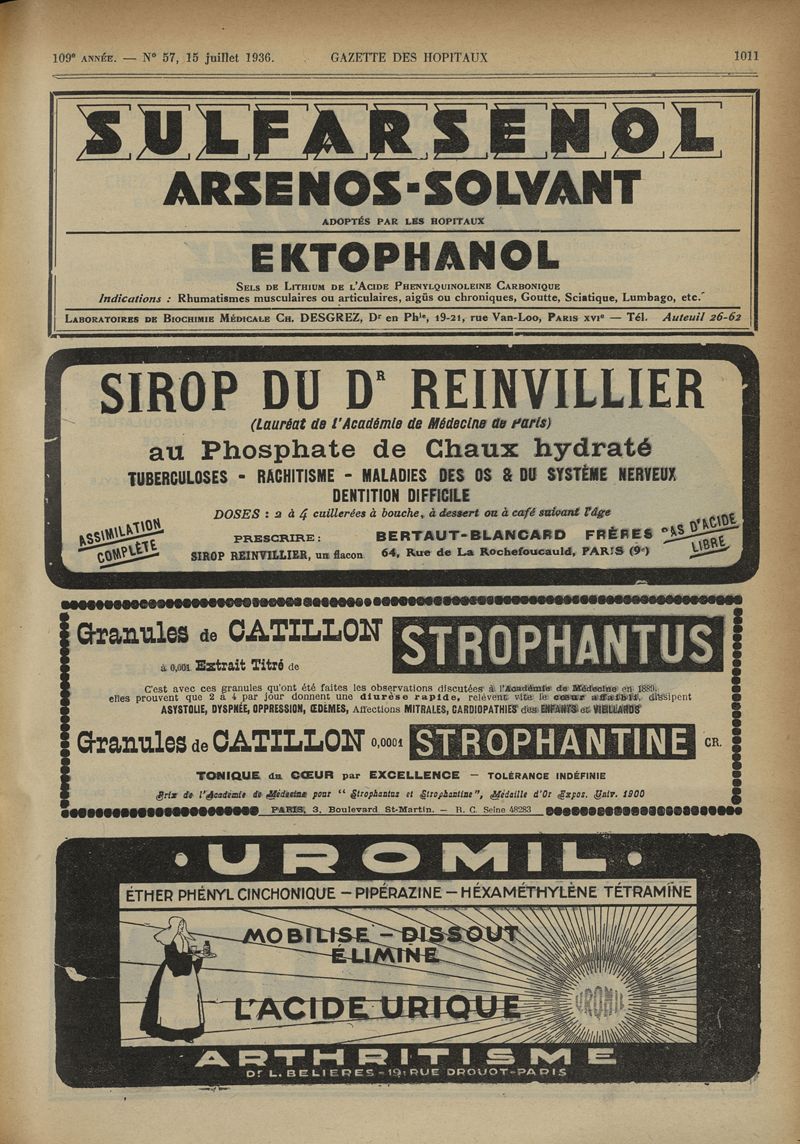 109e ANNÉE. — N° 57, 15 juillet 1936. GAZETTE DES HOPITAUX 1011
SULFARSENOL
ARSENOS-SOLVANT
ADOPTÉS PAR LES HOPITAUX
EKTOPHANOL
SELS DE LITHIUM DE L'ACIDE PHENYLQUINOLEINE CARBONIQUE
Indications : Rhumatismes musculaires ou articulaires, aigüs ou chroniques, Goutte, Sciatique, Lumbago, etc.
LABORATOIRES DE BIOCHIMIE MÉDICALE CH. DESGREZ, Dr en Phie, 19-21, rue Van-Loo, PARIS XVIe — Tél. Auteuil 26-62
SIROP DU DR REINVILLIER
(Lauréat de l'Académie de Médecine de Paris)
au Phosphate de Chaux hydraté
TUBERCULOSES - RACHITISME - MALADIES DES OS & DU SYSTÈME NERVEUX
DENTITION DIFFICILE
DOSES : 2 à 4 cuillerées à bouche, à dessert ou à café suivant l'âge
ASSIMILATION COMPLÈTE
PRESCRIRE :
SIROP REINVILLIER, un flacon
BERTAUT-BLANCARD FRÈRES
64, Rue de La Rochefoucauld, PARIS (9e)
PAS D'ACIDE LIBRE
Granules de CATILLON STROPHANTUS
à 0,001 Extrait Titré de
C'est avec ces granules qu'ont été faites les observations discutées à l'Académie de Médecine en 1889,
elles prouvent que 2 à 4 par jour donnent une diurèse rapide, relèvent vite le cœur affaibli, dissipent
ASYSTOLIE, DYSPNÉE, OPPRESSION, ŒDÈMES, Affections MITRALES, CARDIOPATHIES des ENFANTS et VIEILLARDS
Granules de CATILLON 0,0001 STROPHANTINE CR.
TONIQUE du CŒUR par EXCELLENCE — TOLÉRANCE INDÉFINIE
Prix de l'Académie de Médecine pour “ Strophantus et Strophantine ”, Médaille d'Or Expos. Univ. 1900
PARIS, 3, Boulevard St-Martin. — R. C. Seine 48283
• UROMIL •
ÉTHER PHÉNYL CINCHONIQUE — PIPÉRAZINE — HÉXAMÉTHYLÈNE TÉTRAMINE
MOBILISE — DISSOUT
ÉLIMINE
L'ACIDE URIQUE
UROMIL
ARTHRITISME
Dr L. BELIERES - 19, RUE DROUOT - PARIS